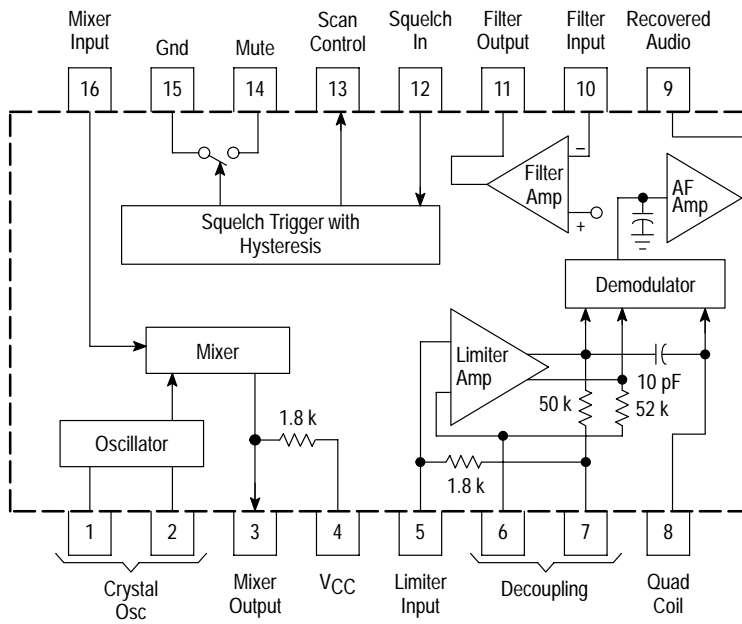 Mixer
Input
Gnd
Mute
Scan
Control
Squelch
In
Filter
Output
Filter
Input
Recovered
Audio
16
15
14
13
12
11
10
9
Filter
Amp
–
+
AF
Amp
Squelch Trigger with
Hysteresis
Demodulator
Mixer
Limiter
Amp
10 pF
50 k
52 k
1.8 k
Oscillator
1.8 k
1
2
3
4
5
6
7
8
Crystal
Osc
Mixer
Output
VCC
Limiter
Input
Decoupling
Quad
Coil